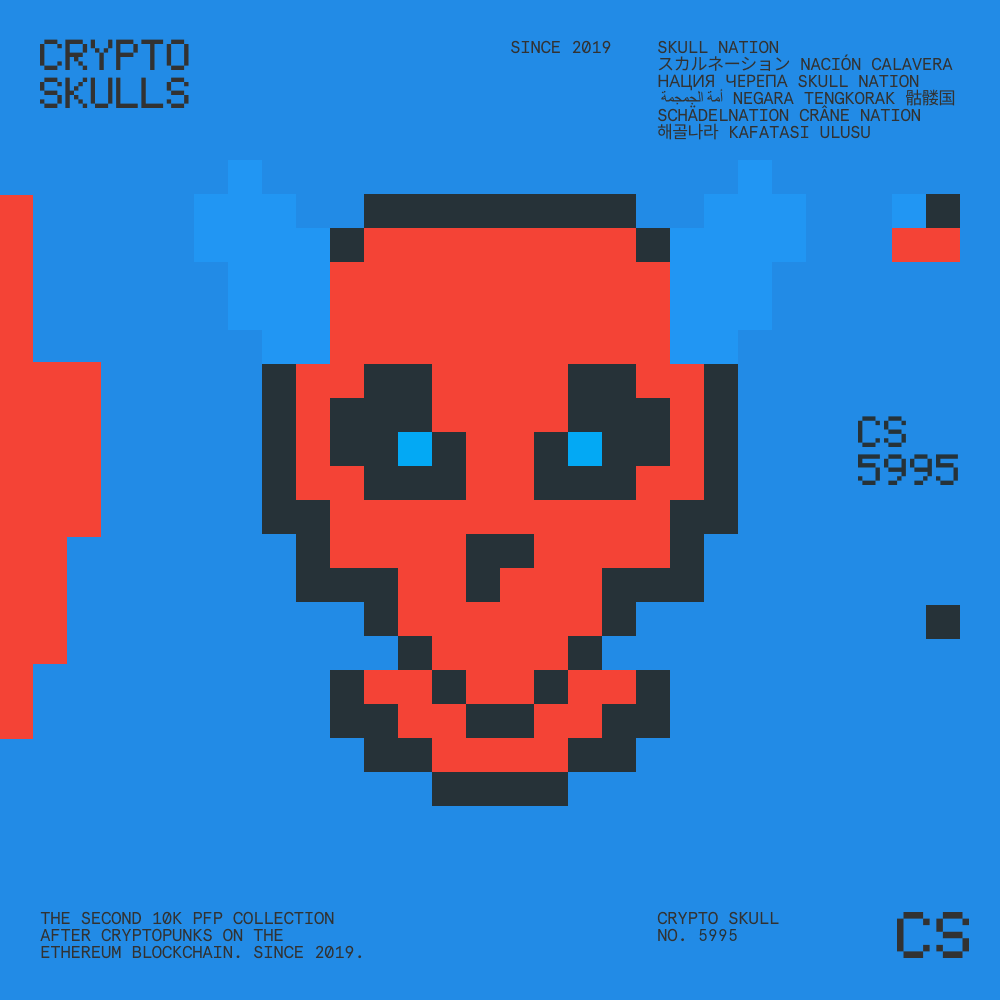 CRYPTO
SKULLS
SINCE 2019
SKULL NATION
スカルネーション NACIÓN CALAVERA
НАЦИЯ ЧЕРЕПА SKULL NATION
أمة الجمجمة NEGARA TENGKORAK 骷髅国
SCHÄDELNATION CRÂNE NATION
해골나라 KAFATASI ULUSU
CS
5995
THE SECOND 10K PFP COLLECTION
AFTER CRYPTOPUNKS ON THE
ETHEREUM BLOCKCHAIN. SINCE 2019.
CRYPTO SKULL
NO. 5995
CS